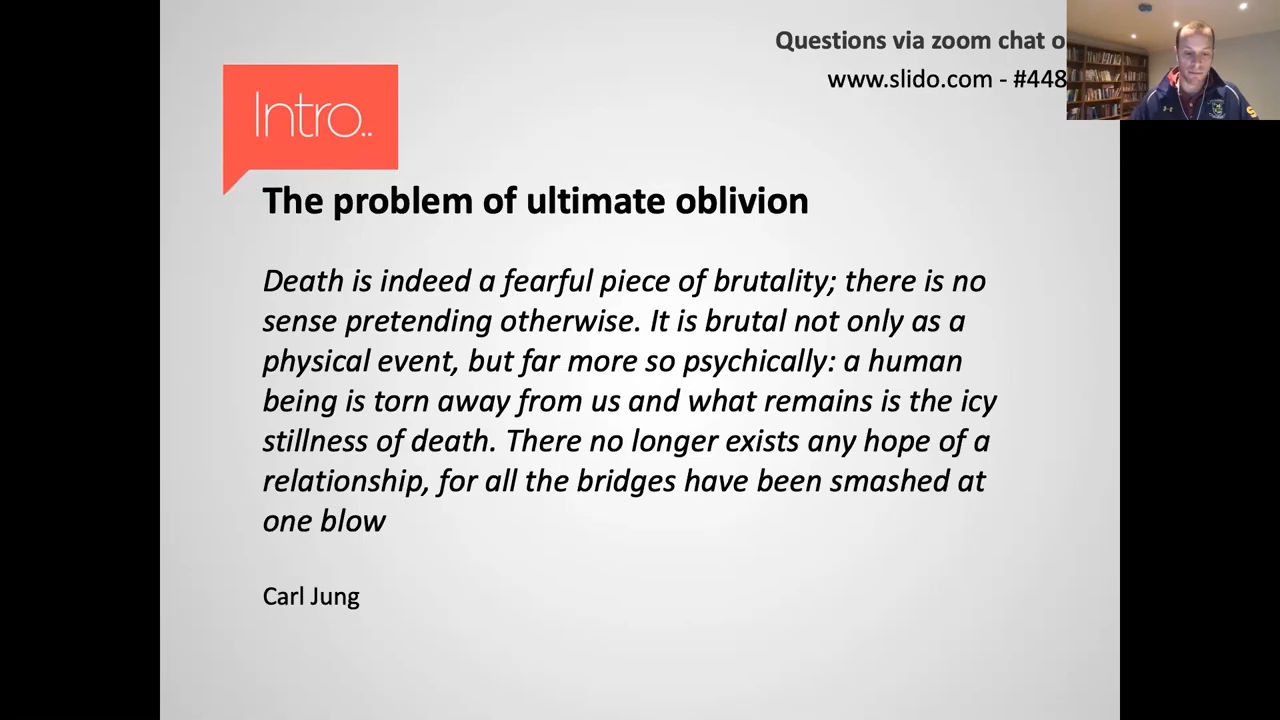 Questions via zoom chat o
www.slido.com - #448
Intro..
The problem of ultimate oblivion
Death is indeed a fearful piece of brutality; there is no
sense pretending otherwise. It is brutal not only as a
physical event, but far more so psychically: a human
being is torn away from us and what remains is the icy
stillness of death. There no longer exists any hope of a
relationship, for all the bridges have been smashed at
one blow
Carl Jung